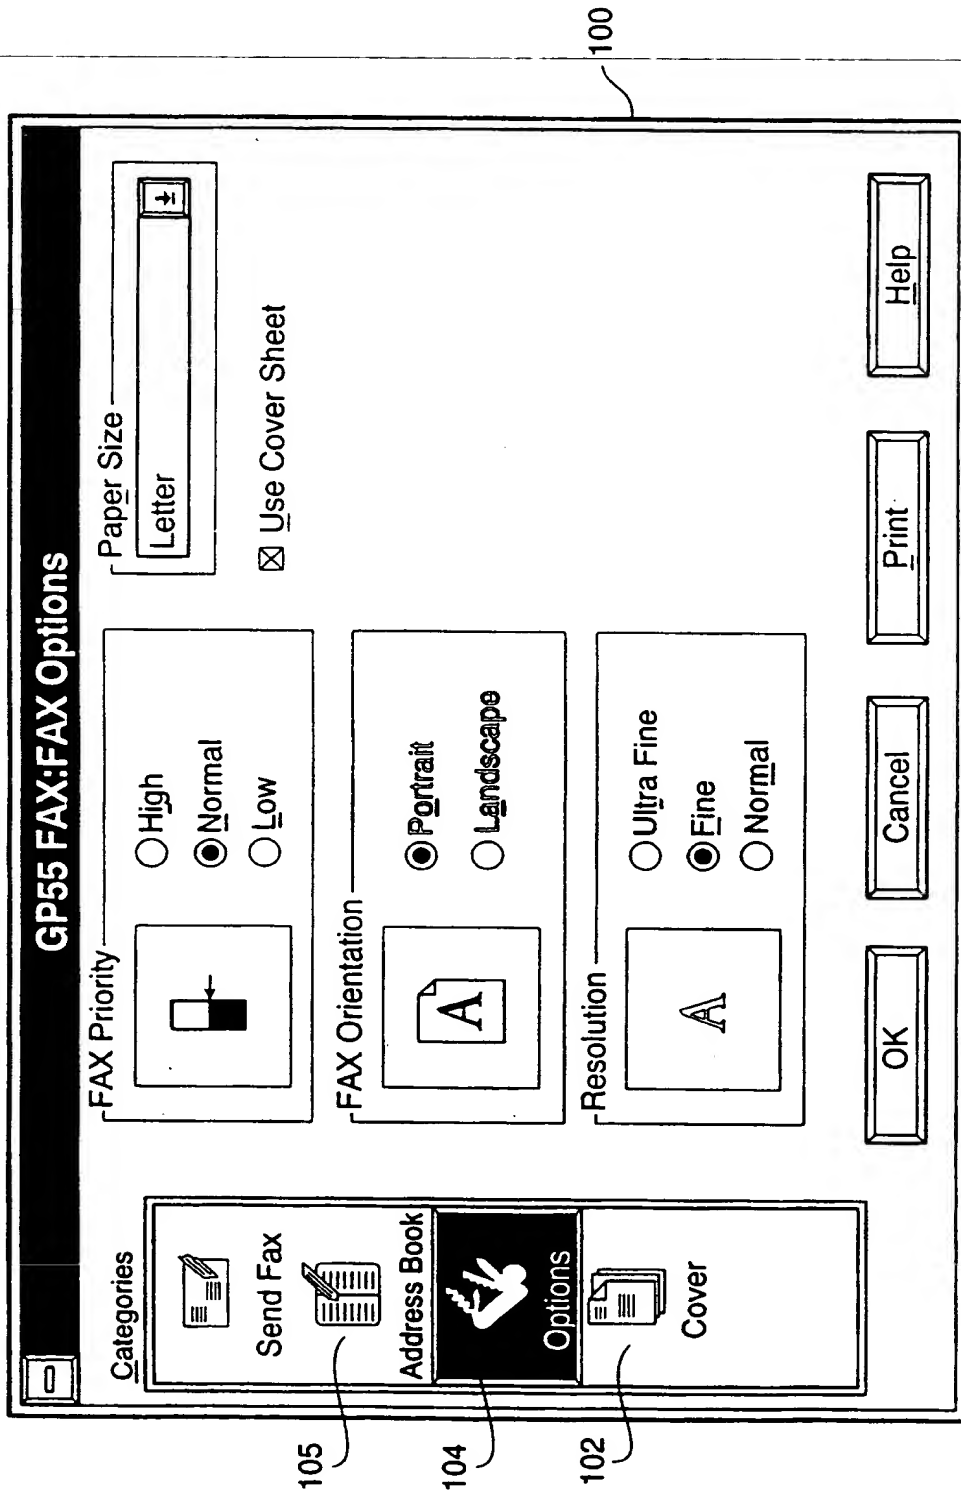 GP55 FAX:FAX Options
Categories
Send Fax
Address Book
Options
Cover
FAX Priority
High
Normal
Low
FAX Orientation
A
Portrait
Landscape
Resolution
A
Ultra Fine
Fine
Normal
Paper Size
Letter
Use Cover Sheet
OK
Cancel
Print
Help
105
104
102
100